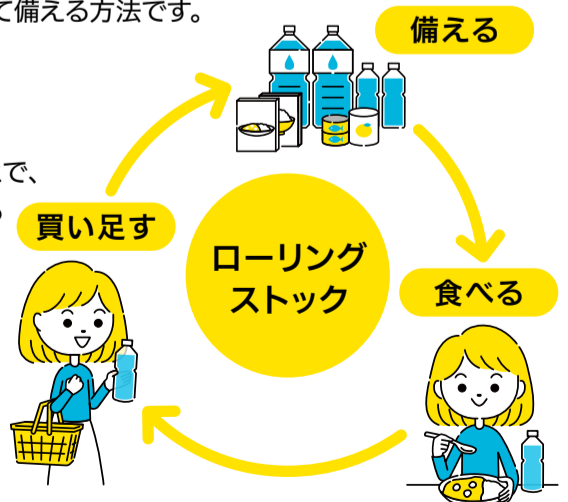 て備える方法です。
備える
で、
買い足す
ローリング
ストック
食べる